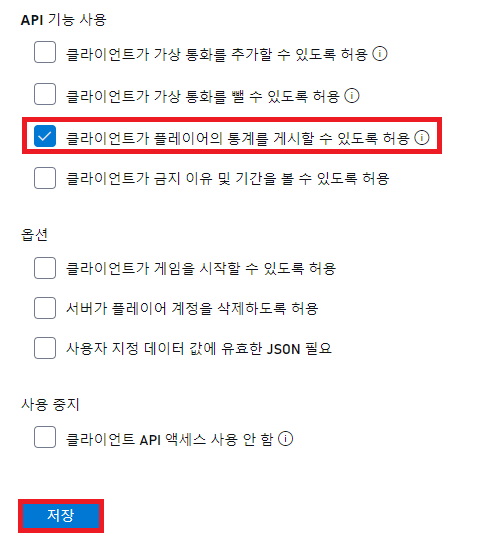 API 기능 사용
클라이언트가 가상 통화를 추가할 수 있도록 허용
클라이언트가 가상 통화를 뺄 수 있도록 허용
클라이언트가 플레이어의 통계를 게시할 수 있도록 허용
클라이언트가 금지 이유 및 기간을 볼 수 있도록 허용
옵션
클라이언트가 게임을 시작할 수 있도록 허용
서버가 플레이어 계정을 삭제하도록 허용
사용자 지정 데이터 값에 유효한 JSON 필요
사용 중지
클라이언트 API 액세스 사용 안 함
저장